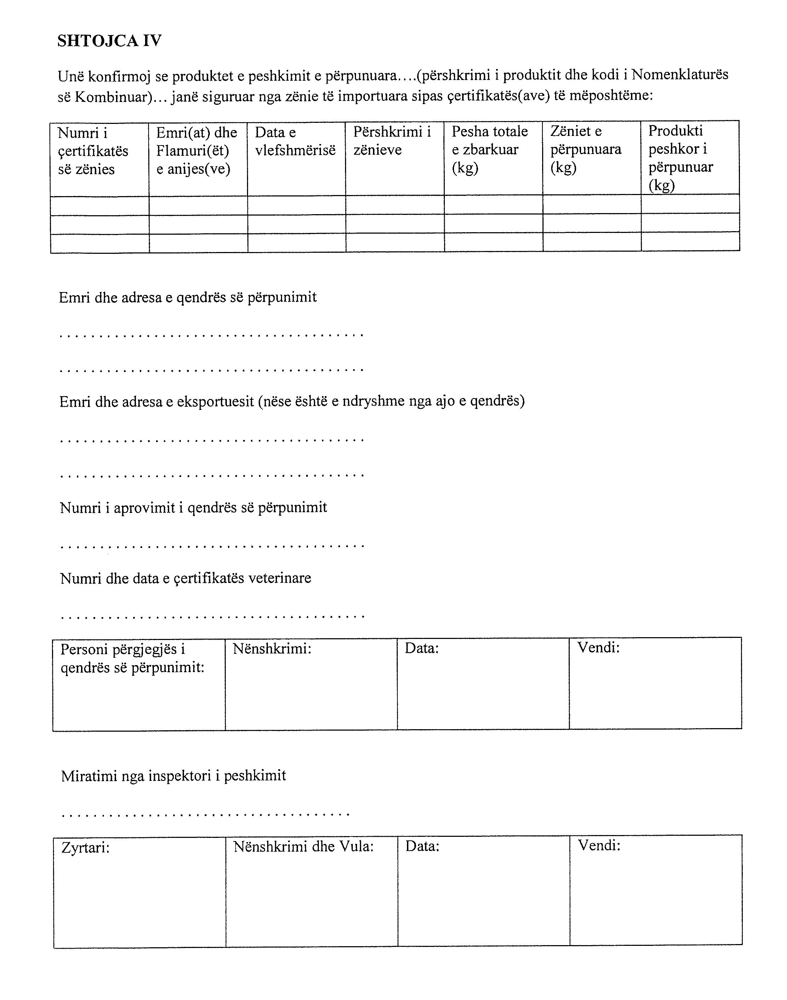 SHTOJCA IV
Unë konfirmoj se produktet e peshkimit e përpunuara....(përshkrimi i produktit dhe kodi i Nomenklaturës
së Kombinuar)... janë siguruar nga zënie të importuara sipas çertifikatës(ave) të mëposhtëme:
Numri i
çertifikatës
së zënies
Emri(at) dhe
Flamuri(ët)
e anijes(ve)
Data e
vlefshmërisë
Përshkrimi i
zënieve
Pesha totale
e zbarkuar
(kg)
Zëniet e
përpunuara
(kg)
Produkti
peshkor i
përpunuar
(kg)
Emri dhe adresa e qendrës së përpunimit
.......................................
.......................................
Emri dhe adresa e eksportuesit (nëse është e ndryshme nga ajo e qendrës)
.......................................
.......................................
Numri i aprovimit i qendrës së përpunimit
.......................................
Numri dhe data e çertifikatës veterinare
.......................................
Personi përgjegjës i
qendrës së përpunimit:
Nënshkrimi:
Data:
Vendi:
Miratimi nga inspektori i peshkimit
.....................................
Zyrtari:
Nënshkrimi dhe Vula:
Data:
Vendi: